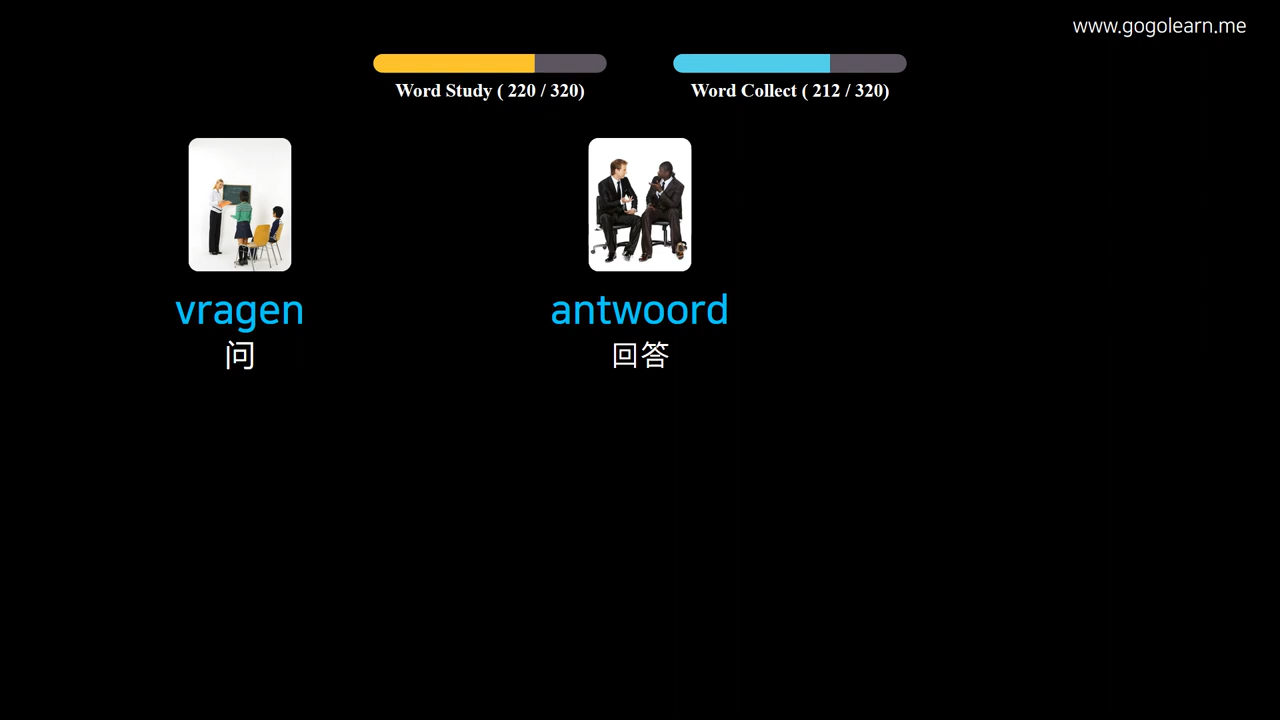 www.gogolearn.me
Word Study ( 220 / 320)
Word Collect ( 212 / 320)
vragen
问
antwoord
回答